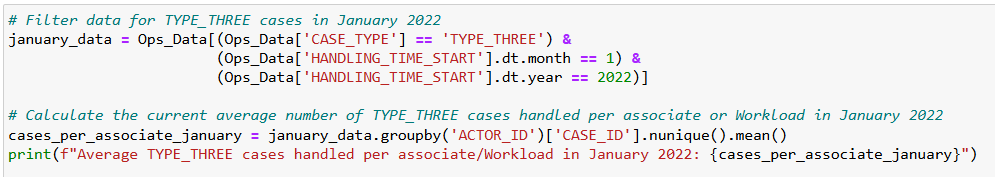 # Filter data for TYPE_THREE cases in January 2022
january_data = Ops_Data[(Ops_Data['CASE_TYPE'] == 'TYPE_THREE') &
                        (Ops_Data['HANDLING_TIME_START'].dt.month == 1) &
                        (Ops_Data['HANDLING_TIME_START'].dt.year == 2022)]
# Calculate the current average number of TYPE_THREE cases handled per associate or Workload in January 2022
cases_per_associate_january = january_data.groupby('ACTOR_ID')['CASE_ID'].nunique().mean()
print(f"Average TYPE_THREE cases handled per associate/Workload in January 2022: {cases_per_associate_january}")